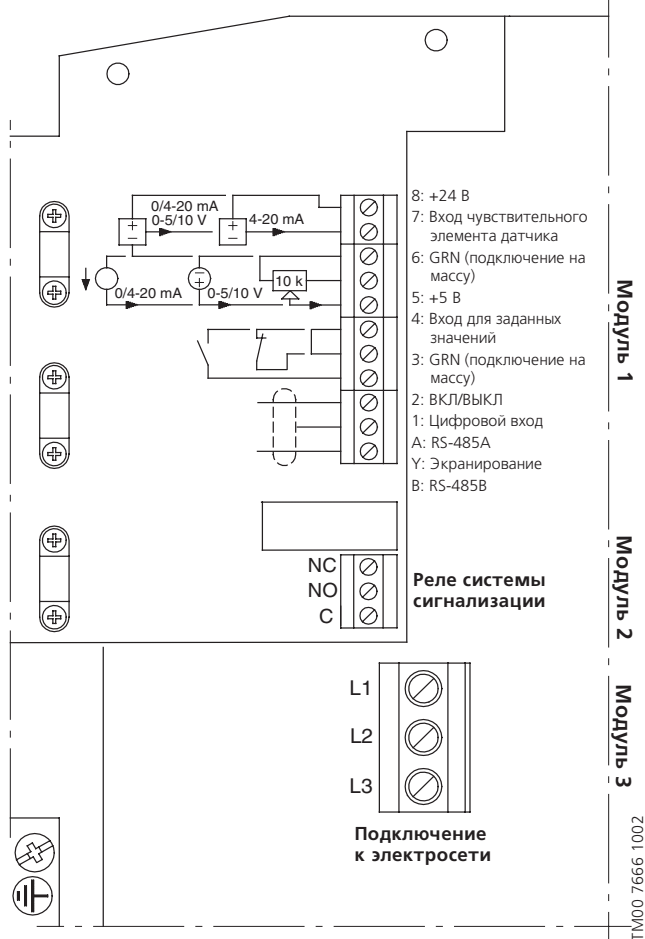 0/4-20 mA
0-5/10 V
4-20 mA
0/4-20 mA
0-5/10 V
10 k
8: +24 В
7: Вход чувствительного
элемента датчика
6: GRN (подключение на
массу)
5: +5 В
4: Вход для заданных
значений
3: GRN (подключение на
массу)
2: ВКЛ/ВЫКЛ
1: Цифровой вход
A: RS-485A
Y: Экранирование
B: RS-485B
Модуль 1
NC
NO
C
Реле системы
сигнализации
Модуль 2
L1
L2
L3
Подключение
к электросети
Модуль 3
TM00 7666 1002